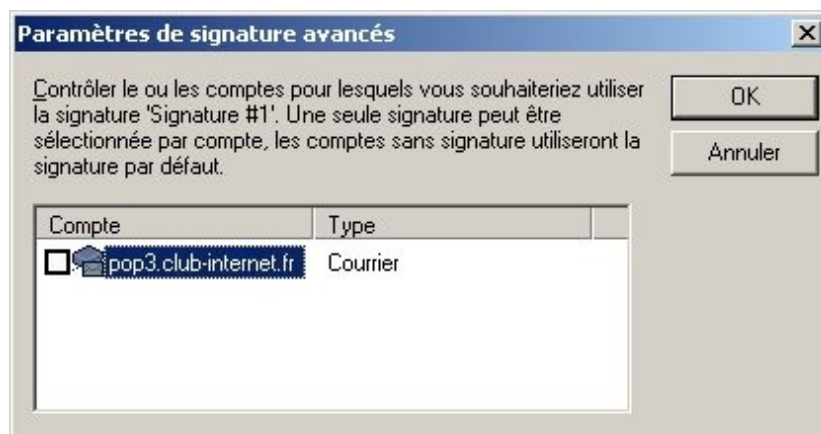 Paramètres de signature avancés
Contrôler le ou les comptes pour lesquels vous souhaiteriez utiliser
la signature 'Signature #1'. Une seule signature peut être
sélectionnée par compte, les comptes sans signature utiliseront la
signature par défaut.
OK
Annuler
Compte Type
pop3.club-internet.fr Courrier